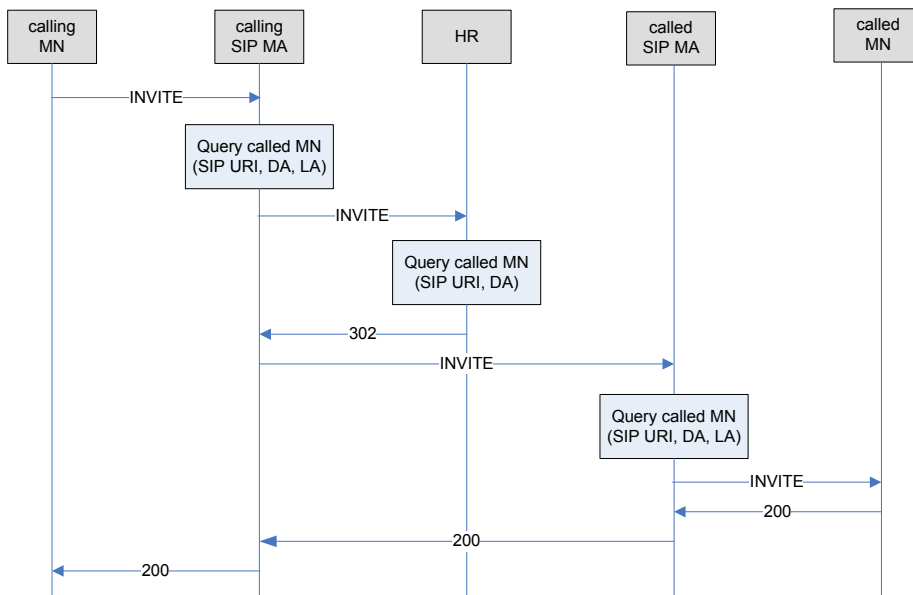 calling
MN
calling
SIP MA
HR
called
SIP MA
called
MN
INVITE
Query called MN
(SIP URI, DA, LA)
INVITE
Query called MN
(SIP URI, DA)
302
INVITE
Query called MN
(SIP URI, DA, LA)
INVITE
200
200
200